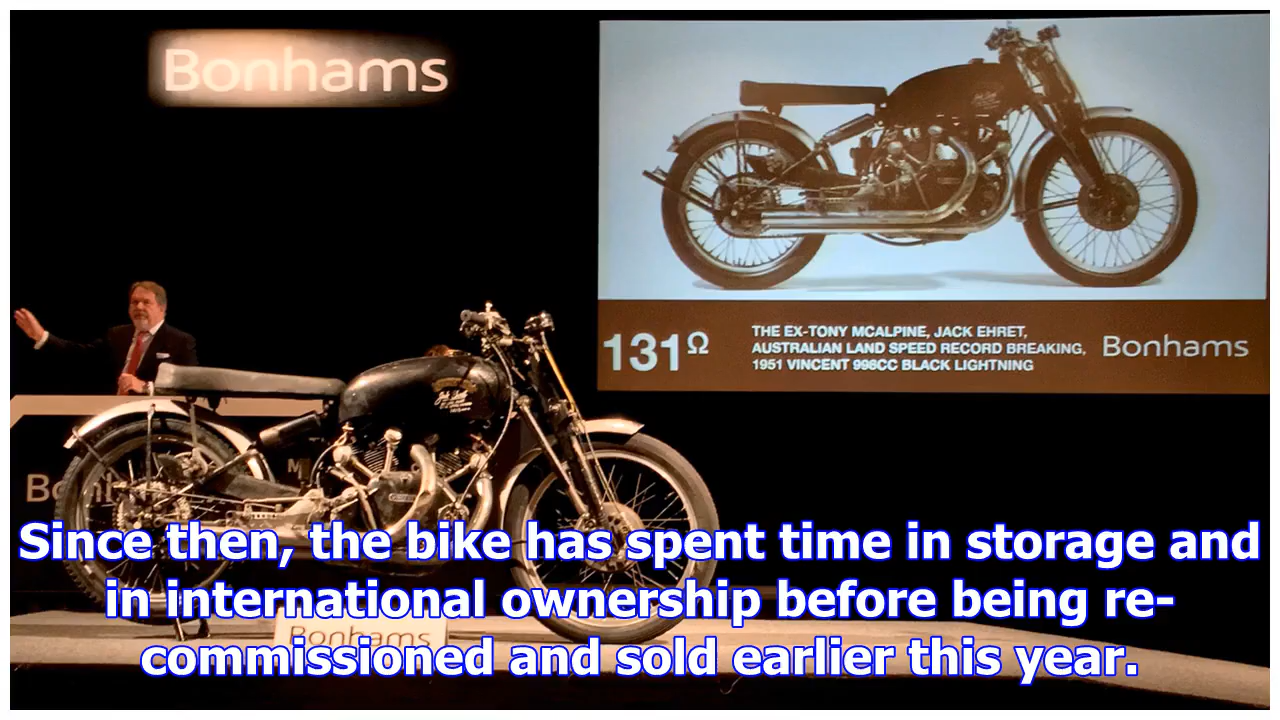 Bonhams
131Ω
THE EX-TONY MCALPINE, JACK EHRET,
AUSTRALIAN LAND SPEED RECORD BREAKING,
1951 VINCENT 998CC BLACK LIGHTNING
Bonhams
Bonhams
Since then, the bike has spent time in storage and
in international ownership before being re-
commissioned and sold earlier this year.